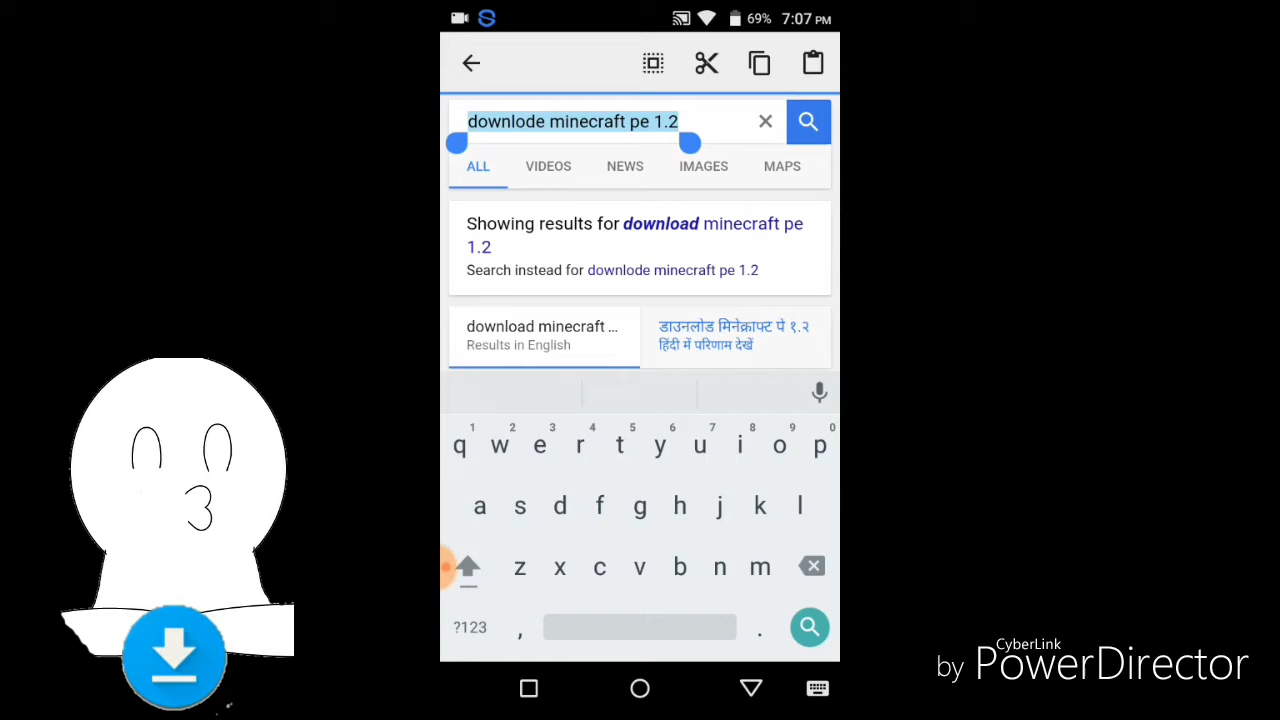 69% 7:07 PM
downlode minecraft pe 1.2
ALL VIDEOS NEWS IMAGES MAPS
Showing results for download minecraft pe
1.2
Search instead for downlode minecraft pe 1.2
download minecraft ...
Results in English
डाउनलोड मिनेक्राफ्ट पे १.२
हिंदी में परिणाम देखें
1 2 3 4 5 6 7 8 9 0
q w e r t y u i o p
a s d f g h j k l
z x c v b n m
?123 , .
CyberLink
by PowerDirector